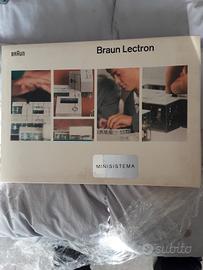 BRAUN
Braun Lectron
MINISISTEMA
subito